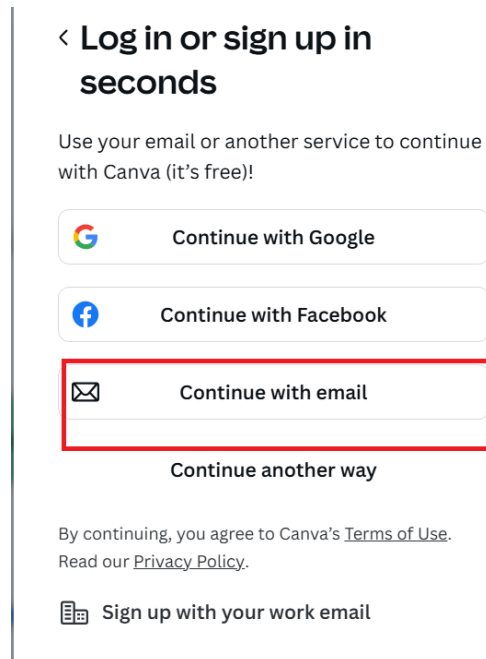 Log in or sign up in
seconds
Use your email or another service to continue
with Canva (it’s free)!
Continue with Google
Continue with Facebook
Continue with email
Continue another way
By continuing, you agree to Canva’s Terms of Use.
Read our Privacy Policy.
Sign up with your work email